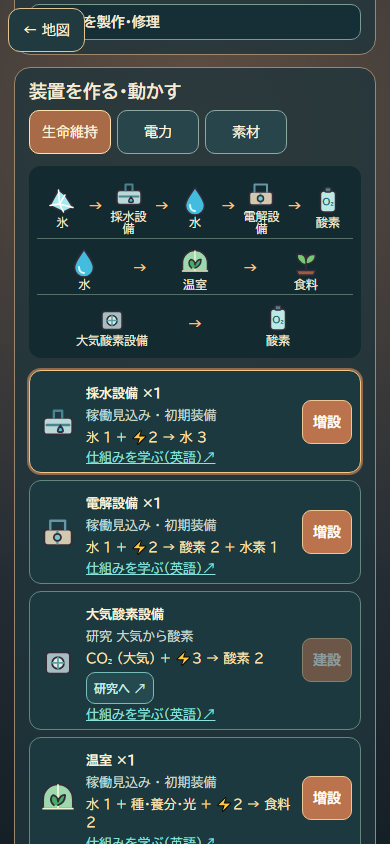 を製作・修理
← 地図
装置を作る・動かす
生命維持
電力
素材
氷 → 採水設備 → 水 → 電解設備 → 酸素
水 → 温室 → 食料
大気酸素設備 → 酸素
採水設備 ×1
稼働見込み・初期装備
氷 1 + ⚡2 → 水 3
仕組みを学ぶ(英語)↗
増設
電解設備 ×1
稼働見込み・初期装備
水 1 + ⚡2 → 酸素 2 + 水素 1
仕組みを学ぶ(英語)↗
増設
大気酸素設備
研究 大気から酸素
CO₂ (大気) + ⚡3 → 酸素 2
研究へ ↗
仕組みを学ぶ(英語)↗
建設
温室 ×1
稼働見込み・初期装備
水 1 + 種・養分・光 + ⚡2 → 食料
2
仕組みを学ぶ(英語)↗
増設